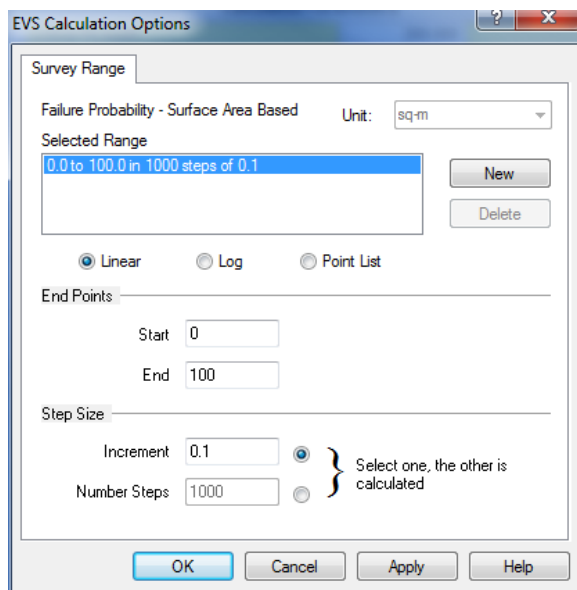 EVS Calculation Options
?
X
Survey Range
Failure Probability - Surface Area Based Unit: sq-m
Selected Range
0.0 to 100.0 in 1000 steps of 0.1
New
Delete
Linear Log Point List
End Points
Start 0
End 100
Step Size
Increment 0.1
Number Steps 1000
} Select one, the other is
calculated
OK Cancel Apply Help